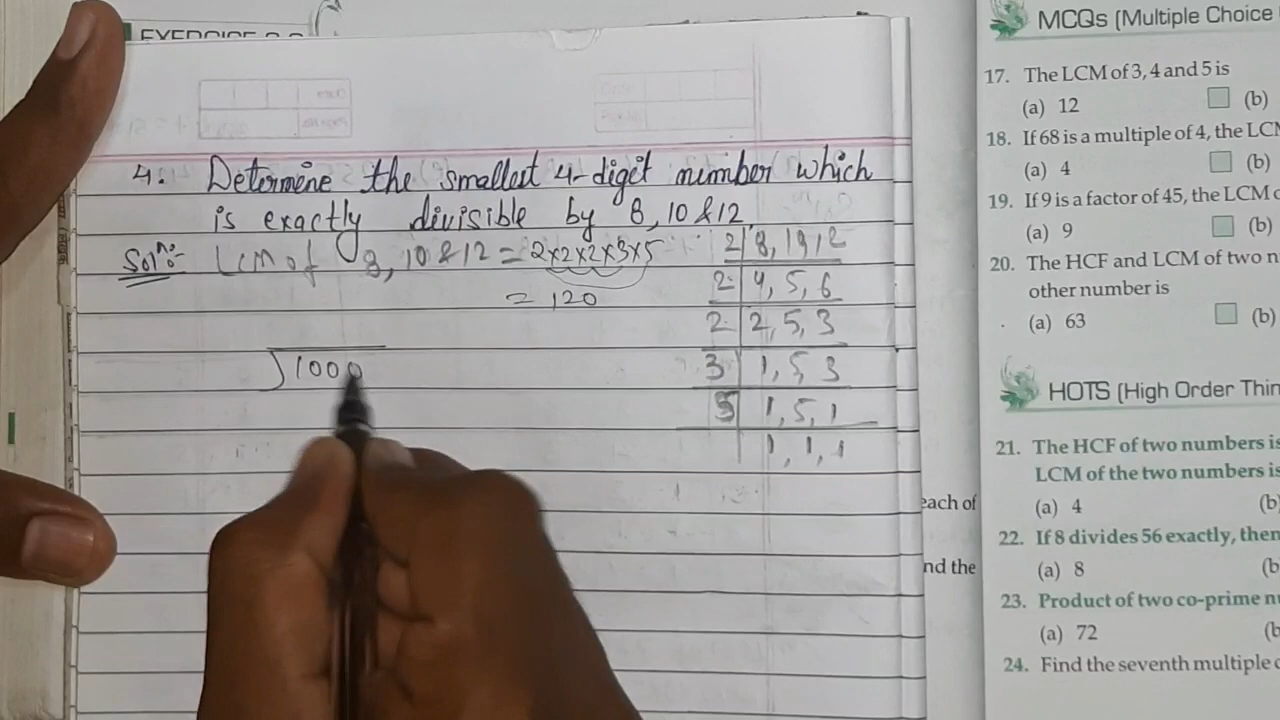 EXERCISE
4. Determine the smallest 4-digit number which
is exactly divisible by 8, 10 & 12
Solno:- LCM of 8, 10 & 12 = 2×2×2×3×5
= 120
2 | 8, 10, 12
2 | 4, 5, 6
2 | 2, 5, 3
3 | 1, 5, 3
5 | 1, 5, 1
1, 1, 1
1000
each of
nd the
MCQs (Multiple Choice
17. The LCM of 3, 4 and 5 is
(a) 12 (b)
18. If 68 is a multiple of 4, the LCM
(a) 4 (b)
19. If 9 is a factor of 45, the LCM o
(a) 9 (b)
20. The HCF and LCM of two n
other number is
(a) 63 (b)
HOTS (High Order Thin
21. The HCF of two numbers is
LCM of the two numbers is
(a) 4 (b)
22. If 8 divides 56 exactly, then
(a) 8 (b
23. Product of two co-prime n
(a) 72 (b
24. Find the seventh multiple o